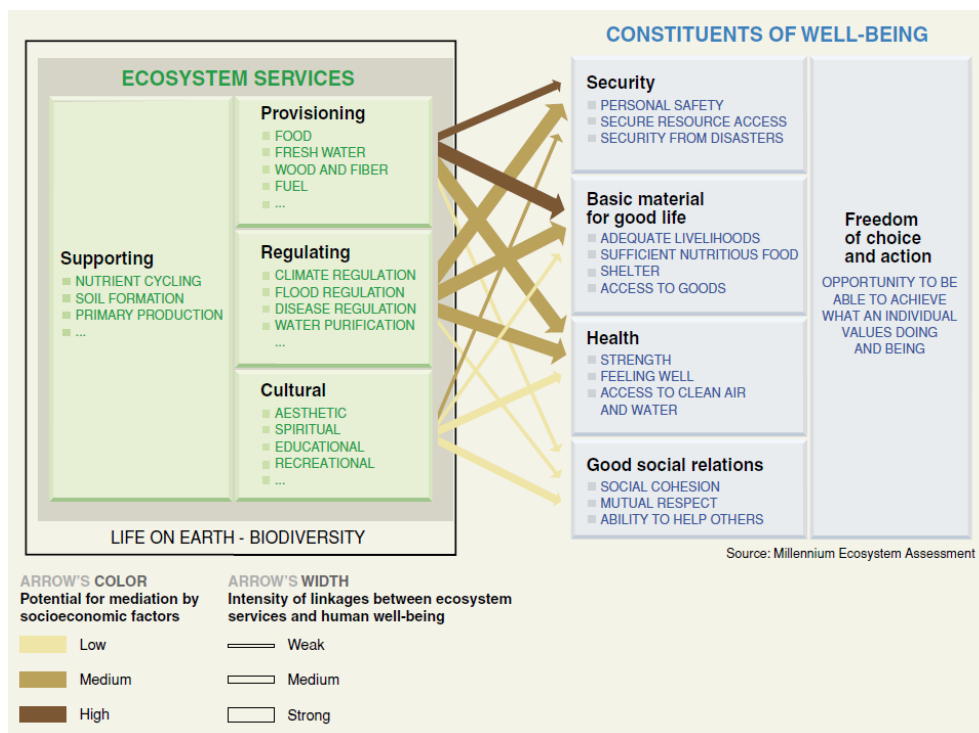 CONSTITUENTS OF WELL-BEING
ECOSYSTEM SERVICES
Supporting
NUTRIENT CYCLING
SOIL FORMATION
PRIMARY PRODUCTION
...
Provisioning
FOOD
FRESH WATER
WOOD AND FIBER
FUEL
...
Regulating
CLIMATE REGULATION
FLOOD REGULATION
DISEASE REGULATION
WATER PURIFICATION
...
Cultural
AESTHETIC
SPIRITUAL
EDUCATIONAL
RECREATIONAL
...
LIFE ON EARTH - BIODIVERSITY
Security
PERSONAL SAFETY
SECURE RESOURCE ACCESS
SECURITY FROM DISASTERS
Basic material
for good life
ADEQUATE LIVELIHOODS
SUFFICIENT NUTRITIOUS FOOD
SHELTER
ACCESS TO GOODS
Health
STRENGTH
FEELING WELL
ACCESS TO CLEAN AIR
AND WATER
Good social relations
SOCIAL COHESION
MUTUAL RESPECT
ABILITY TO HELP OTHERS
Freedom
of choice
and action
OPPORTUNITY TO BE
ABLE TO ACHIEVE
WHAT AN INDIVIDUAL
VALUES DOING
AND BEING
Source: Millennium Ecosystem Assessment
ARROW'S COLOR
Potential for mediation by
socioeconomic factors
Low
Medium
High
ARROW'S WIDTH
Intensity of linkages between ecosystem
services and human well-being
Weak
Medium
Strong